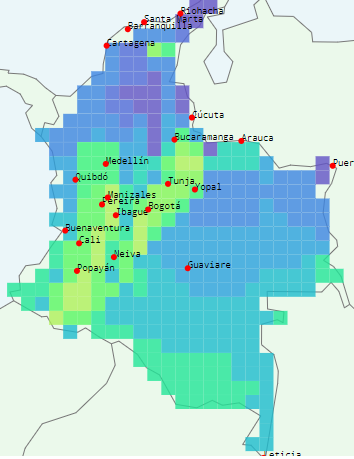 Riohacha
Santa Marta
Barranquilla
Cartagena
Cúcuta
Bucaramanga
Arauca
Medellín
Puer
Quibdó
Tunja
Yopal
Manizales
Pereira
Bogotá
Ibagué
Buenaventura
Cali
Neiva
Guaviare
Popayán
Leticia